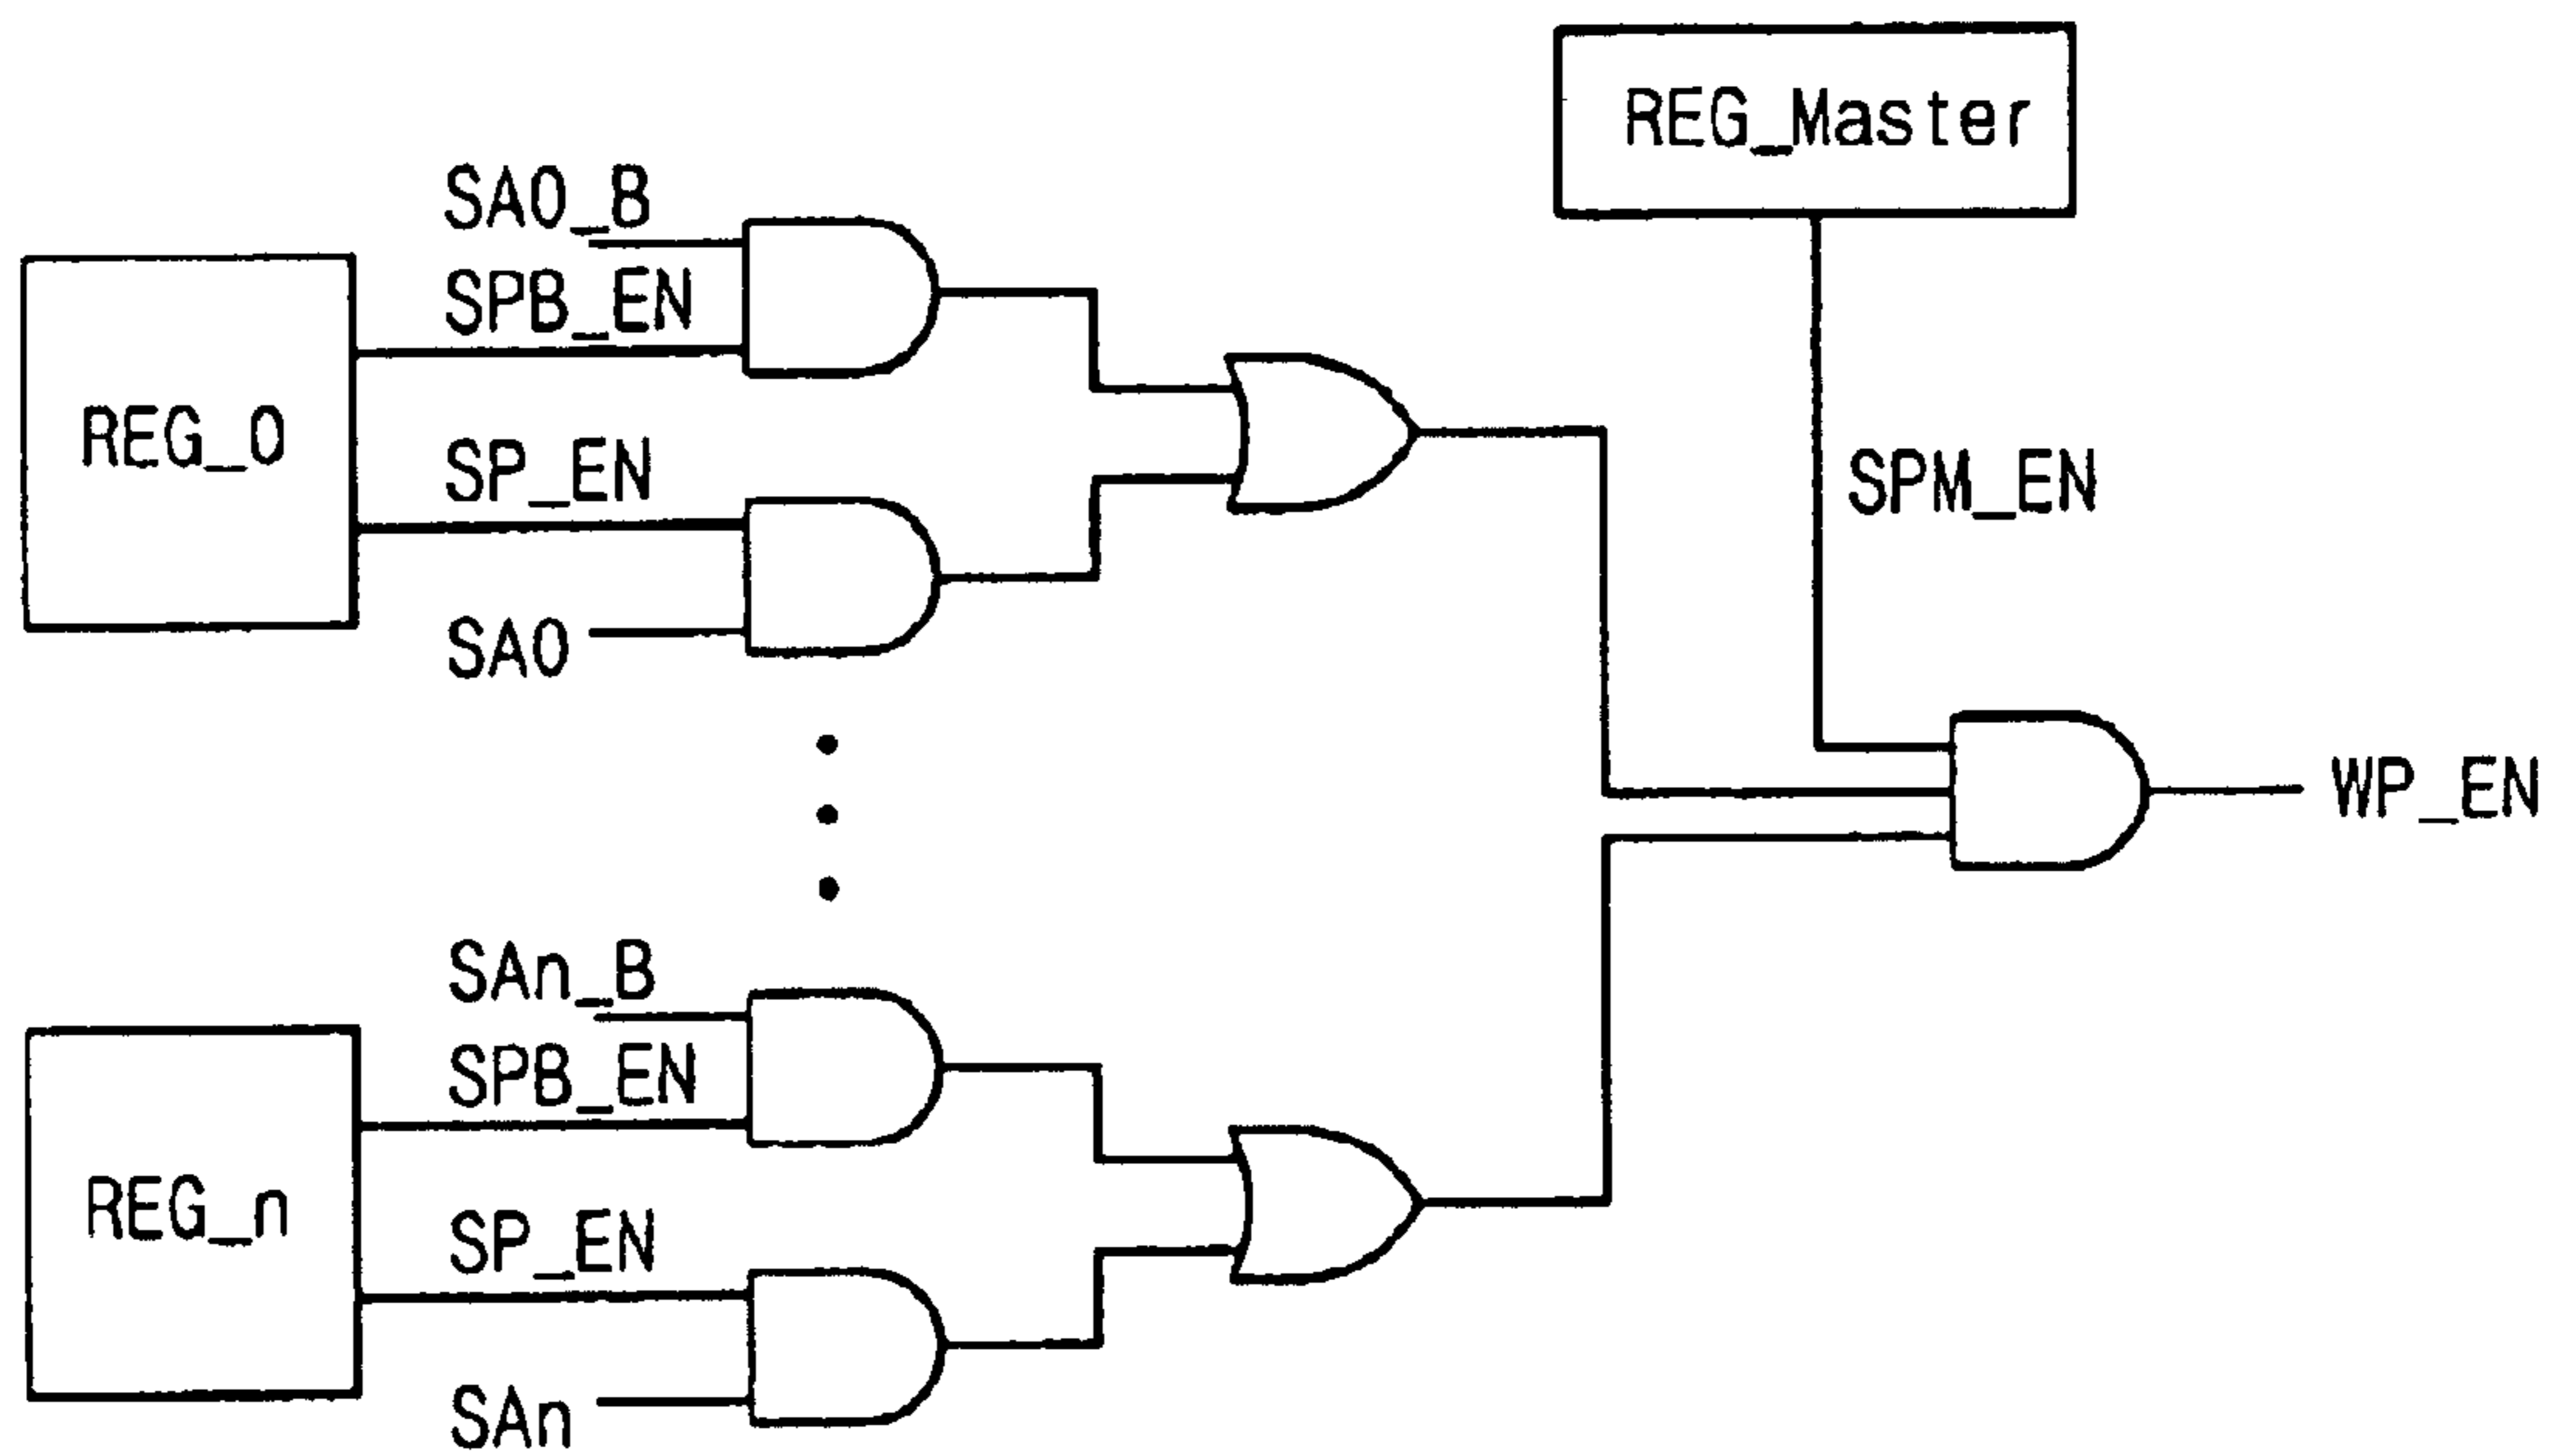 REG_Master
SA0_B
SPB_EN
REG_0
SP_EN
SPM_EN
SA0
WP_EN
SAn_B
SPB_EN
REG_n
SP_EN
SAn